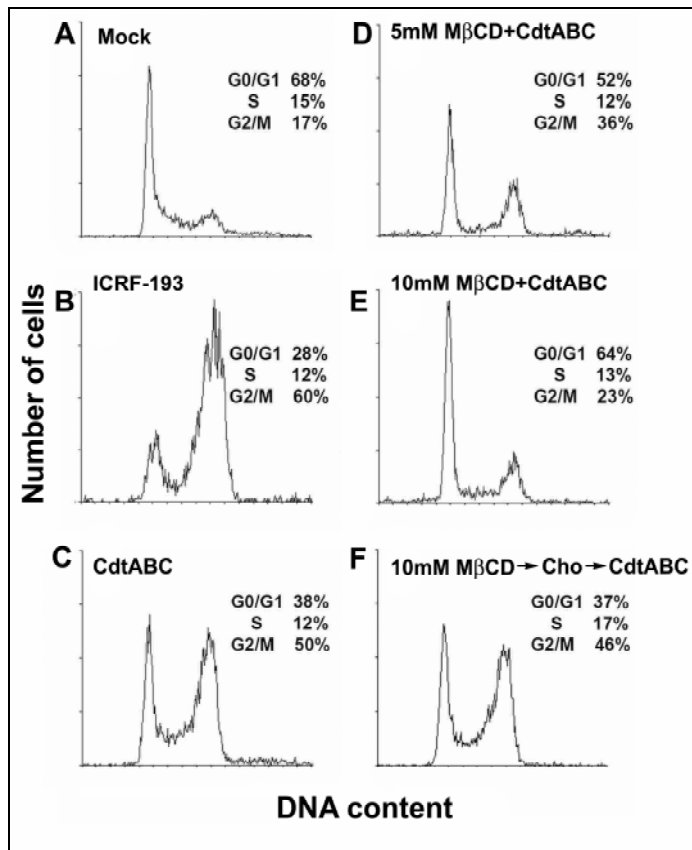 A
Mock
G0/G1 68%
S 15%
G2/M 17%
B
ICRF-193
G0/G1 28%
S 12%
G2/M 60%
C
CdtABC
G0/G1 38%
S 12%
G2/M 50%
D
5mM MβCD+CdtABC
G0/G1 52%
S 12%
G2/M 36%
E
10mM MβCD+CdtABC
G0/G1 64%
S 13%
G2/M 23%
F
10mM MβCD→Cho→CdtABC
G0/G1 37%
S 17%
G2/M 46%
Number of cells
DNA content